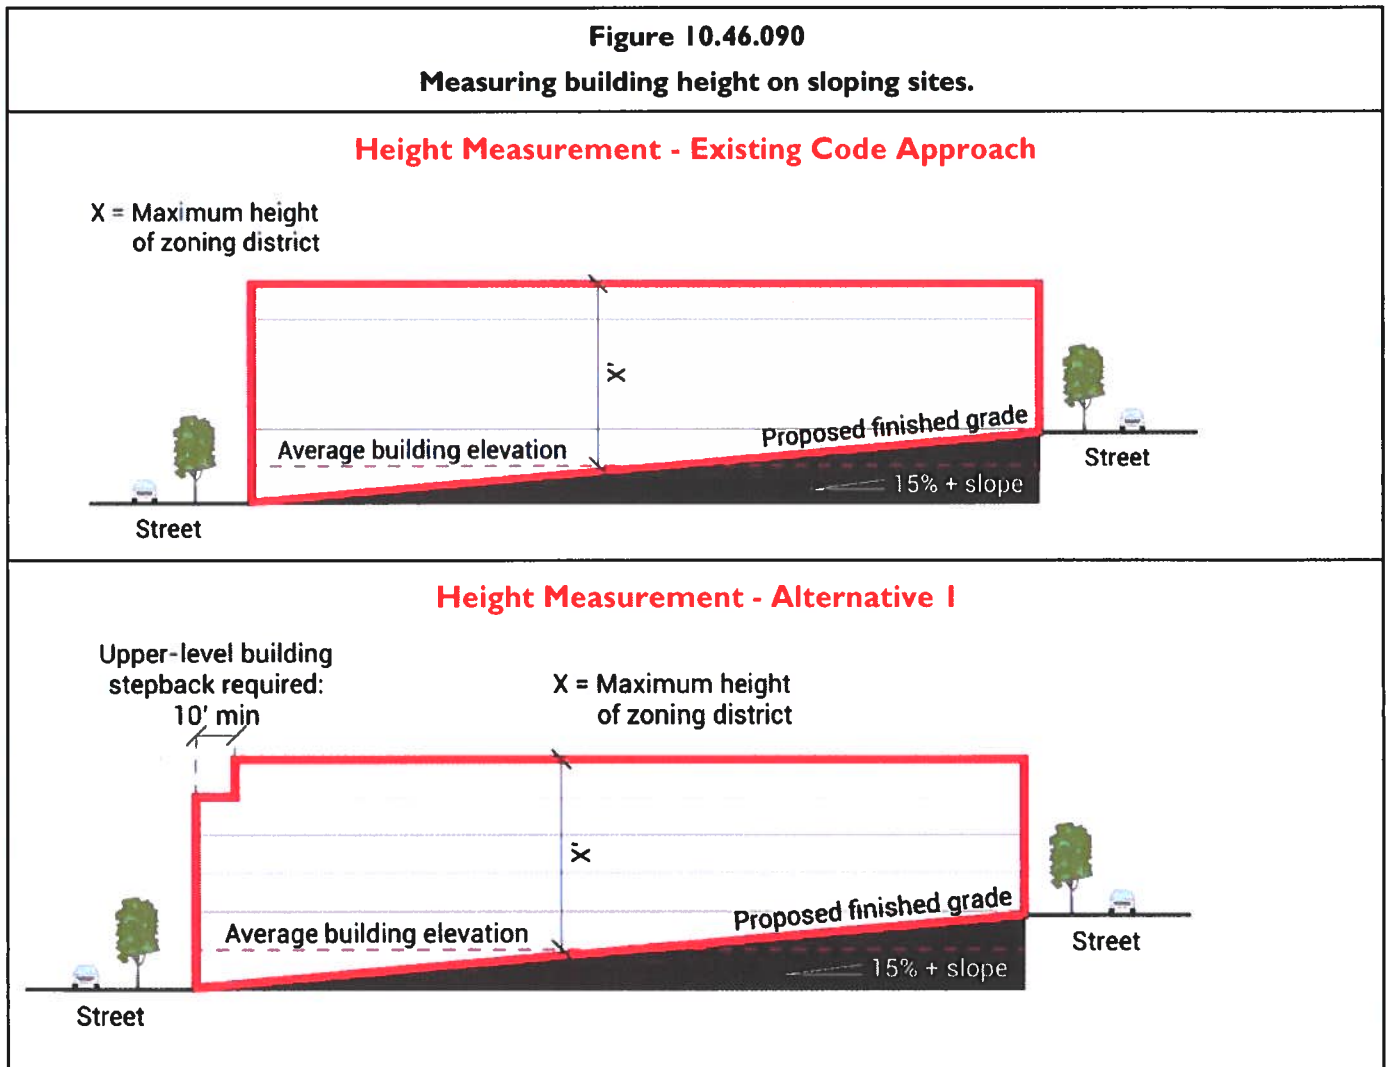 Figure 10.46.090
Measuring building height on sloping sites.
Height Measurement - Existing Code Approach
X = Maximum height
of zoning district
X'
Proposed finished grade
Average building elevation
Street
15% + slope
Street
Height Measurement - Alternative 1
Upper-level building
stepback required:
10' min
X = Maximum height
of zoning district
X'
Proposed finished grade
Average building elevation
Street
15% + slope
Street